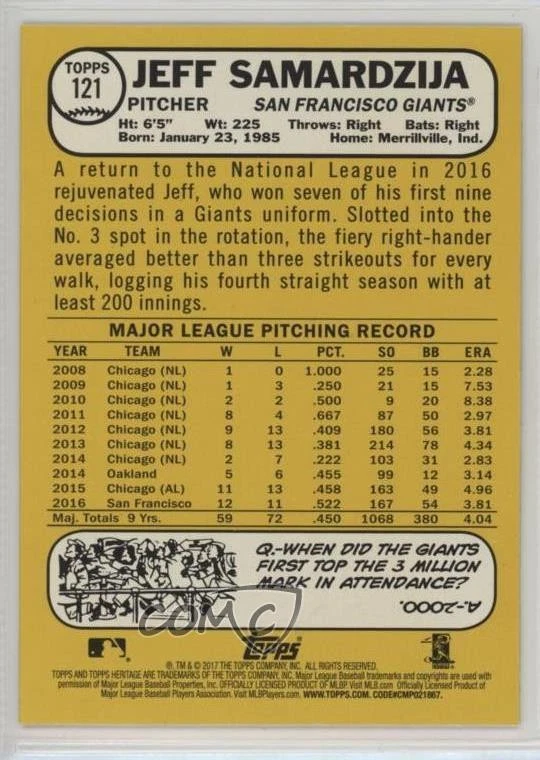 TOPPS
121
JEFF SAMARDZIJA
PITCHER SAN FRANCISCO GIANTS®
Ht: 6'5" Wt: 225 Throws: Right Bats: Right
Born: January 23, 1985 Home: Merrillville, Ind.
A return to the National League in 2016
rejuvenated Jeff, who won seven of his first nine
decisions in a Giants uniform. Slotted into the
No. 3 spot in the rotation, the fiery right-hander
averaged better than three strikeouts for every
walk, logging his fourth straight season with at
least 200 innings.
MAJOR LEAGUE PITCHING RECORD
YEAR TEAM W L PCT. SO BB ERA
2008 Chicago (NL) 1 0 1.000 25 15 2.28
2009 Chicago (NL) 1 3 .250 21 15 7.53
2010 Chicago (NL) 2 2 .500 9 20 8.38
2011 Chicago (NL) 8 4 .667 87 50 2.97
2012 Chicago (NL) 9 13 .409 180 56 3.81
2013 Chicago (NL) 8 13 .381 214 78 4.34
2014 Chicago (NL) 2 7 .222 103 31 2.83
2014 Oakland 5 6 .455 99 12 3.14
2015 Chicago (AL) 11 13 .458 163 49 4.96
2016 San Francisco 12 11 .522 167 54 3.81
Maj. Totals 9 Yrs. 59 72 .450 1068 380 4.04
Q.-WHEN DID THE GIANTS
FIRST TOP THE 3 MILLION
MARK IN ATTENDANCE?
A.-2000.
COMC
TOPPS
®, TM & © 2017 THE TOPPS COMPANY, INC. ALL RIGHTS RESERVED.
TOPPS AND TOPPS HERITAGE ARE TRADEMARKS OF THE TOPPS COMPANY, INC. Major League Baseball trademarks and copyrights are used with
permission of Major League Baseball Properties, Inc. OFFICIALLY LICENSED PRODUCT OF MLBP. Visit MLB.com Officially Licensed Product of
Major League Baseball Players Association. Visit MLBPlayers.com. WWW.TOPPS.COM. CODE#CMP021867.